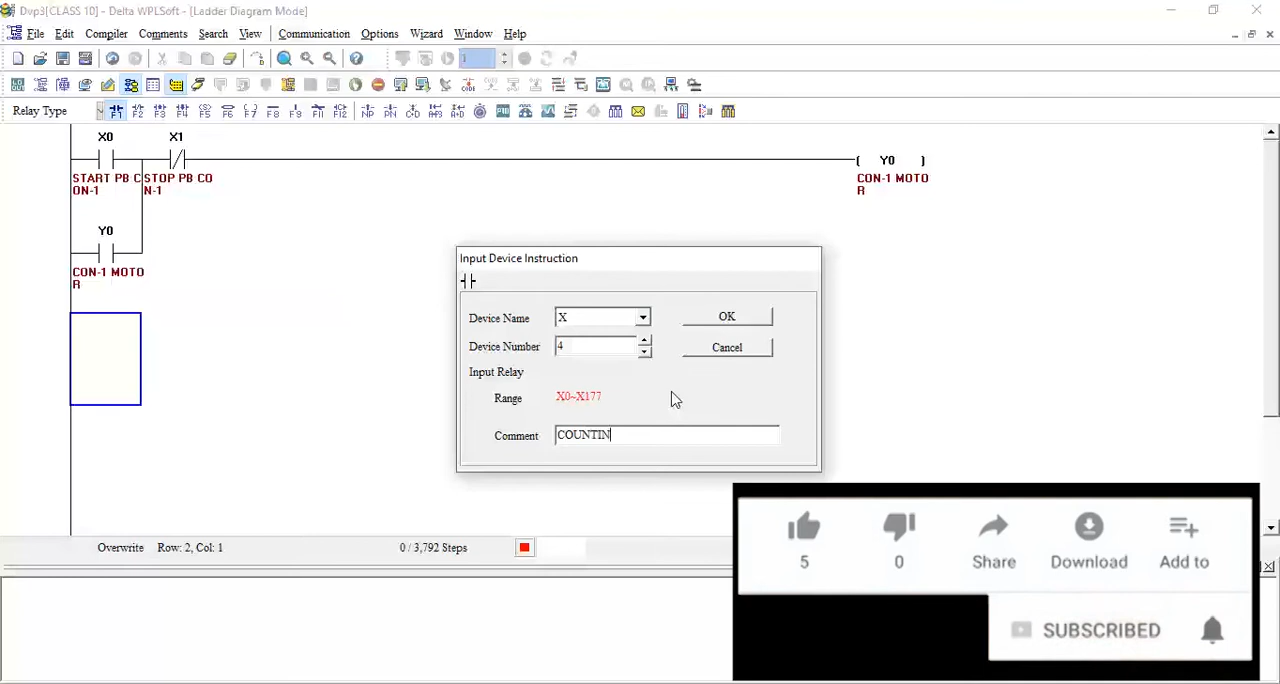 Dvp3[CLASS 10] - Delta WPLSoft - [Ladder Diagram Mode]
File Edit Compiler Comments Search View Communication Options Wizard Window Help
1
Relay Type
X0 X1
( Y0 )
START PB C STOP PB CO
ON-1 N-1
CON-1 MOTO
R
Y0
CON-1 MOTO
R
Input Device Instruction
Device Name X OK
Device Number 4 Cancel
Input Relay
Range X0~X177
Comment COUNTIN
Overwrite Row: 2, Col: 1 0 / 3,792 Steps
5 0 Share Download Add to
SUBSCRIBED